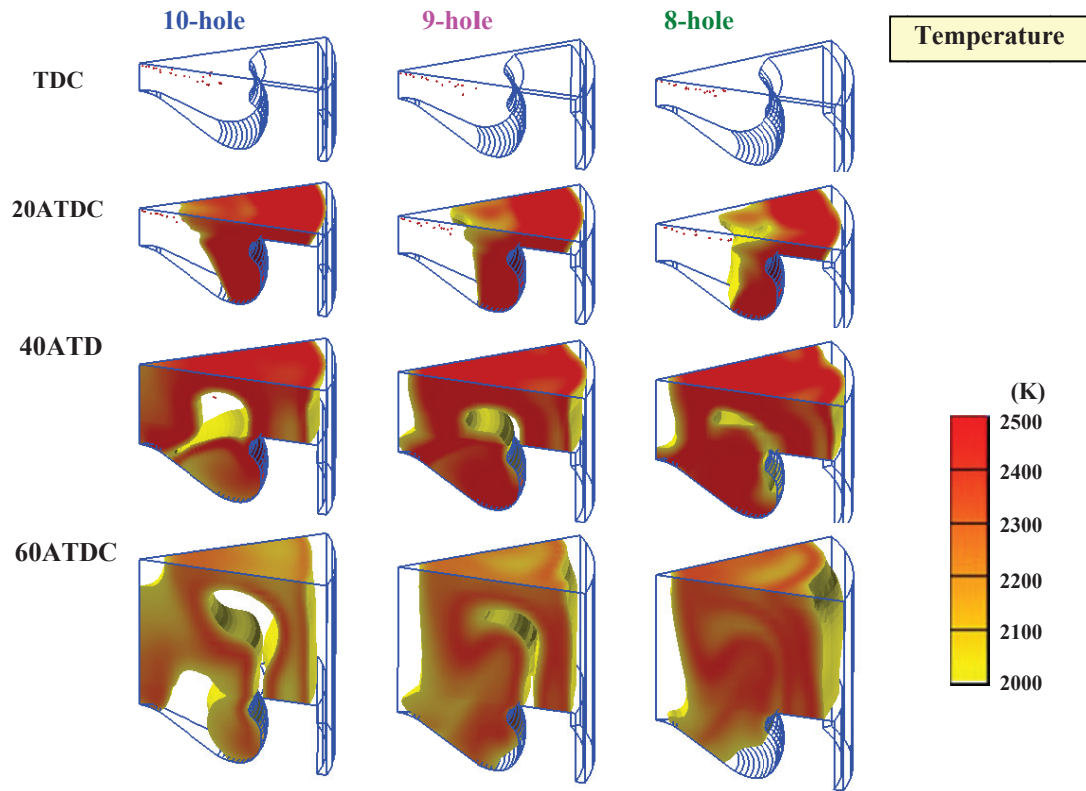 10-hole 9-hole 8-hole
Temperature
TDC
20ATDC
40ATD
60ATDC
(K)
2500
2400
2300
2200
2100
2000